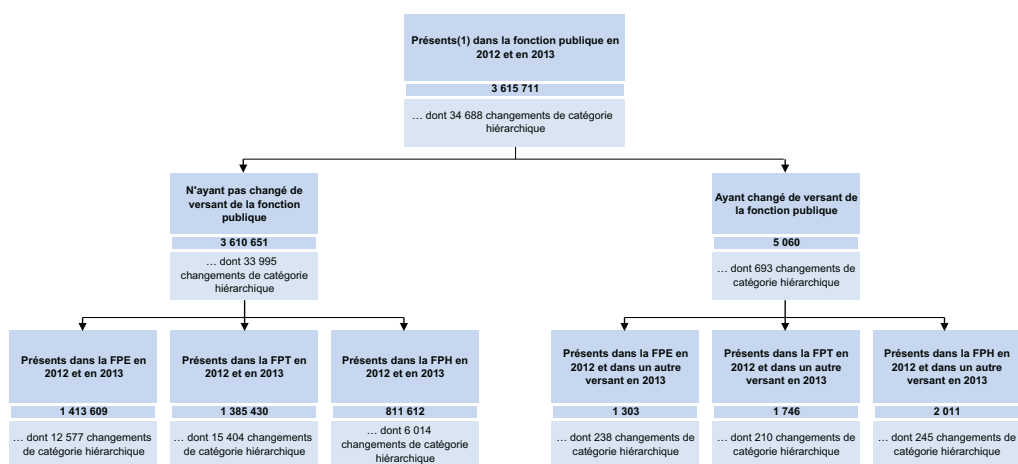 Présents(1) dans la fonction publique en
2012 et en 2013
3 615 711
… dont 34 688 changements de catégorie
hiérarchique
N'ayant pas changé de
versant de la fonction
publique
3 610 651
… dont 33 995
changements de catégorie
hiérarchique
Ayant changé de versant de
la fonction publique
5 060
… dont 693 changements de
catégorie hiérarchique
Présents dans la FPE en
2012 et en 2013
1 413 609
… dont 12 577 changements
de catégorie hiérarchique
Présents dans la FPT en
2012 et en 2013
1 385 430
… dont 15 404 changements
de catégorie hiérarchique
Présents dans la FPH en
2012 et en 2013
811 612
… dont 6 014
changements de catégorie
hiérarchique
Présents dans la FPE en
2012 et dans un autre
versant en 2013
1 303
… dont 238 changements de
catégorie hiérarchique
Présents dans la FPT en
2012 et dans un autre
versant en 2013
1 746
… dont 210 changements de
catégorie hiérarchique
Présents dans la FPH en
2012 et dans un autre
versant en 2013
2 011
… dont 245 changements de
catégorie hiérarchique